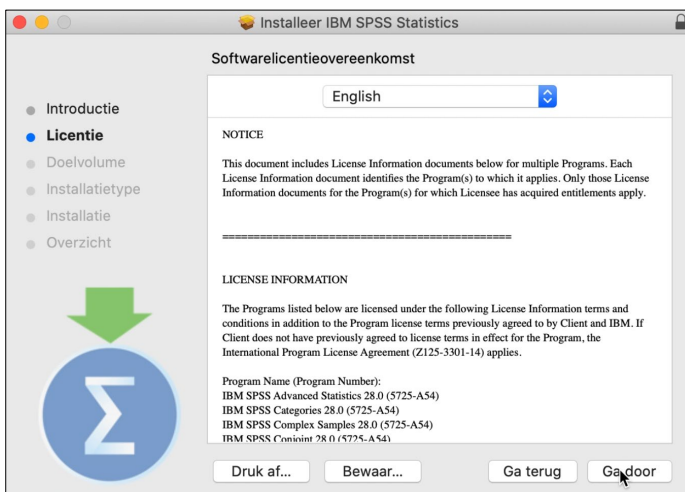 Installeer IBM SPSS Statistics
Softwarelicentieovereenkomst
Introductie
Licentie
Doelvolume
Installatietype
Installatie
Overzicht
English
NOTICE
This document includes License Information documents below for multiple Programs. Each
License Information document identifies the Program(s) to which it applies. Only those License
Information documents for the Program(s) for which Licensee has acquired entitlements apply.
==============================================
LICENSE INFORMATION
The Programs listed below are licensed under the following License Information terms and
conditions in addition to the Program license terms previously agreed to by Client and IBM. If
Client does not have previously agreed to license terms in effect for the Program, the
International Program License Agreement (Z125-3301-14) applies.
Program Name (Program Number):
IBM SPSS Advanced Statistics 28.0 (5725-A54)
IBM SPSS Categories 28.0 (5725-A54)
IBM SPSS Complex Samples 28.0 (5725-A54)
IBM SPSS Conjoint 28.0 (5725-A54)
Σ
Druk af...
Bewaar...
Ga terug
Ga door